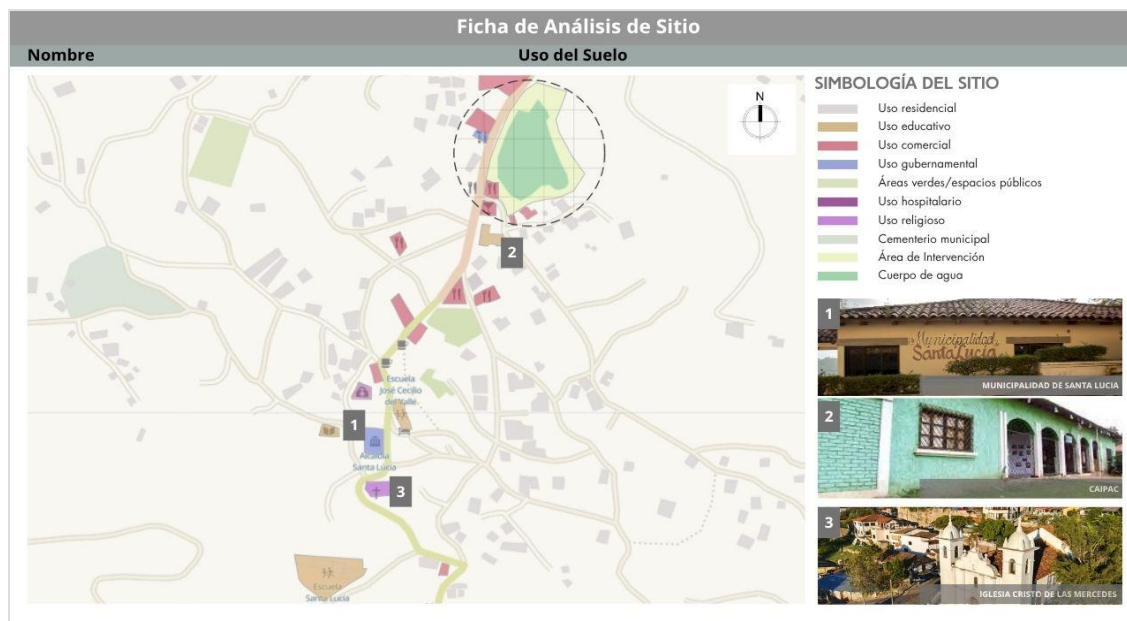 Ficha de Análisis de Sitio
Nombre
Uso del Suelo
N
2
Escuela
José Cecilio
del Valle
1
Alcaldía
Santa Lucía
3
Escuela
Santa Lucía
SIMBOLOGÍA DEL SITIO
Uso residencial
Uso educativo
Uso comercial
Uso gubernamental
Áreas verdes/espacios públicos
Uso hospitalario
Uso religioso
Cementerio municipal
Área de Intervención
Cuerpo de agua
1
Municipalidad
Santa Lucía
MUNICIPALIDAD DE SANTA LUCIA
2
CAIPAC
3
IGLESIA CRISTO DE LAS MERCEDES